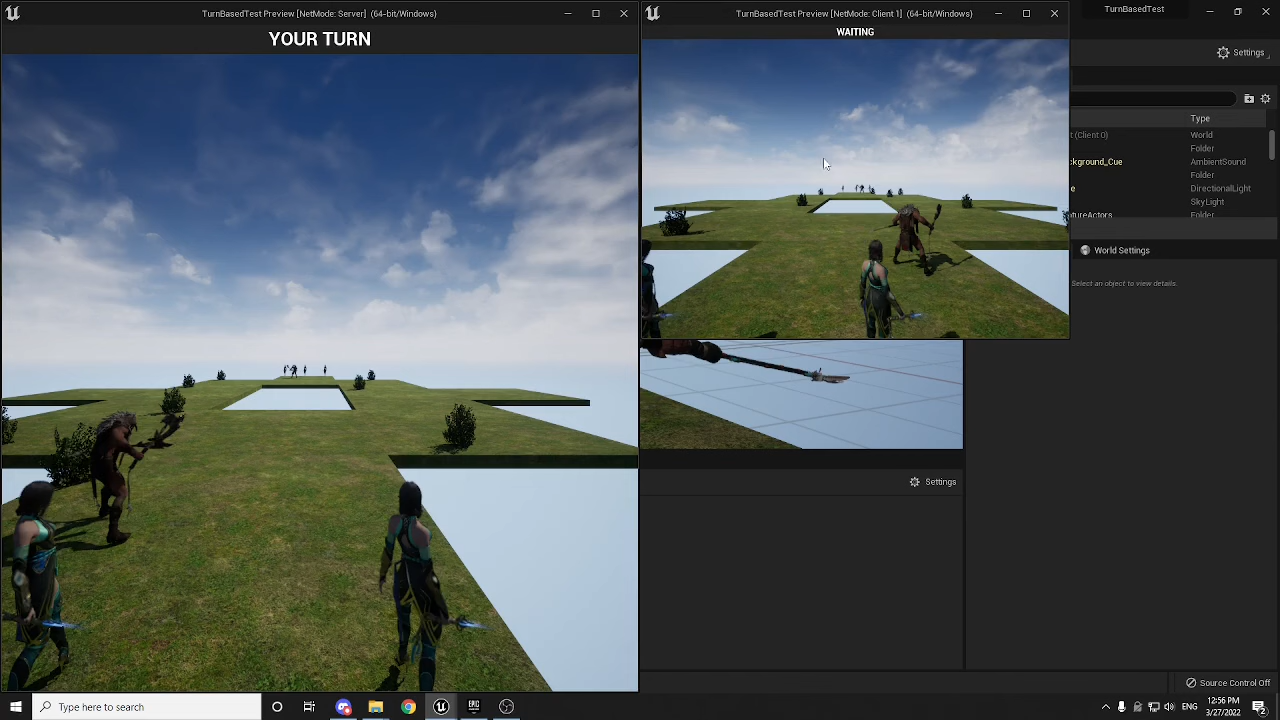 TurnBasedTest Preview [NetMode: Server] (64-bit/Windows)
YOUR TURN
TurnBasedTest Preview [NetMode: Client 1] (64-bit/Windows)
WAITING
TurnBasedTest
Settings
Type
t (Client 0)
World
Folder
kground_Cue
AmbientSound
Folder
e
DirectionalLight
SkyLight
tureActors
Folder
World Settings
Select an object to view details.
Settings
Source Control Off
Type here to search
EPIC
12:56 PM
3/27/2022
2